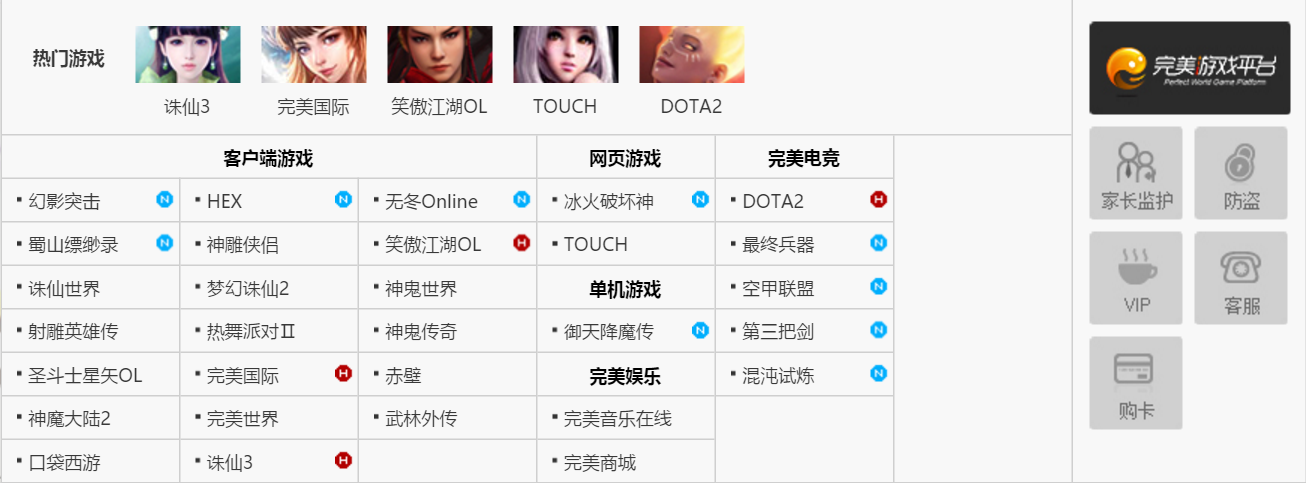 热门游戏
诛仙3 完美国际 笑傲江湖OL TOUCH DOTA2
客户端游戏 网页游戏 完美电竞
幻影突击 N HEX N 无冬Online N 冰火破坏神 N DOTA2 H
蜀山缥缈录 N 神雕侠侣 笑傲江湖OL H TOUCH 最终兵器 N
诛仙世界 梦幻诛仙2 神鬼世界 单机游戏 空甲联盟 N
射雕英雄传 热舞派对Ⅱ 神鬼传奇 御天降魔传 N 第三把剑 N
圣斗士星矢OL 完美国际 H 赤壁 完美娱乐 混沌试炼 N
神魔大陆2 完美世界 武林外传 完美音乐在线
口袋西游 诛仙3 H 完美商城
完美游戏平台
Perfect World Game Platform
家长监护 防盗
VIP 客服
购卡